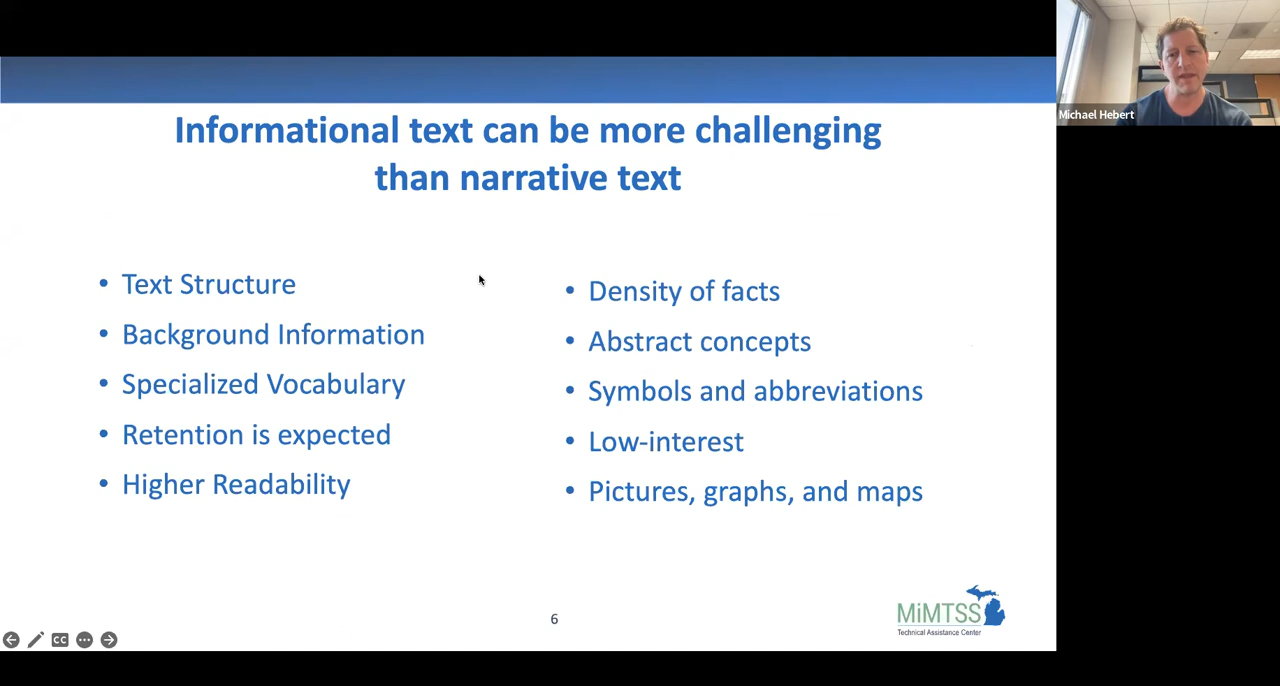 Informational text can be more challenging
than narrative text
• Text Structure
• Background Information
• Specialized Vocabulary
• Retention is expected
• Higher Readability
• Density of facts
• Abstract concepts
• Symbols and abbreviations
• Low-interest
• Pictures, graphs, and maps
6
MiMTSS
Technical Assistance Center
CC
Michael Hebert